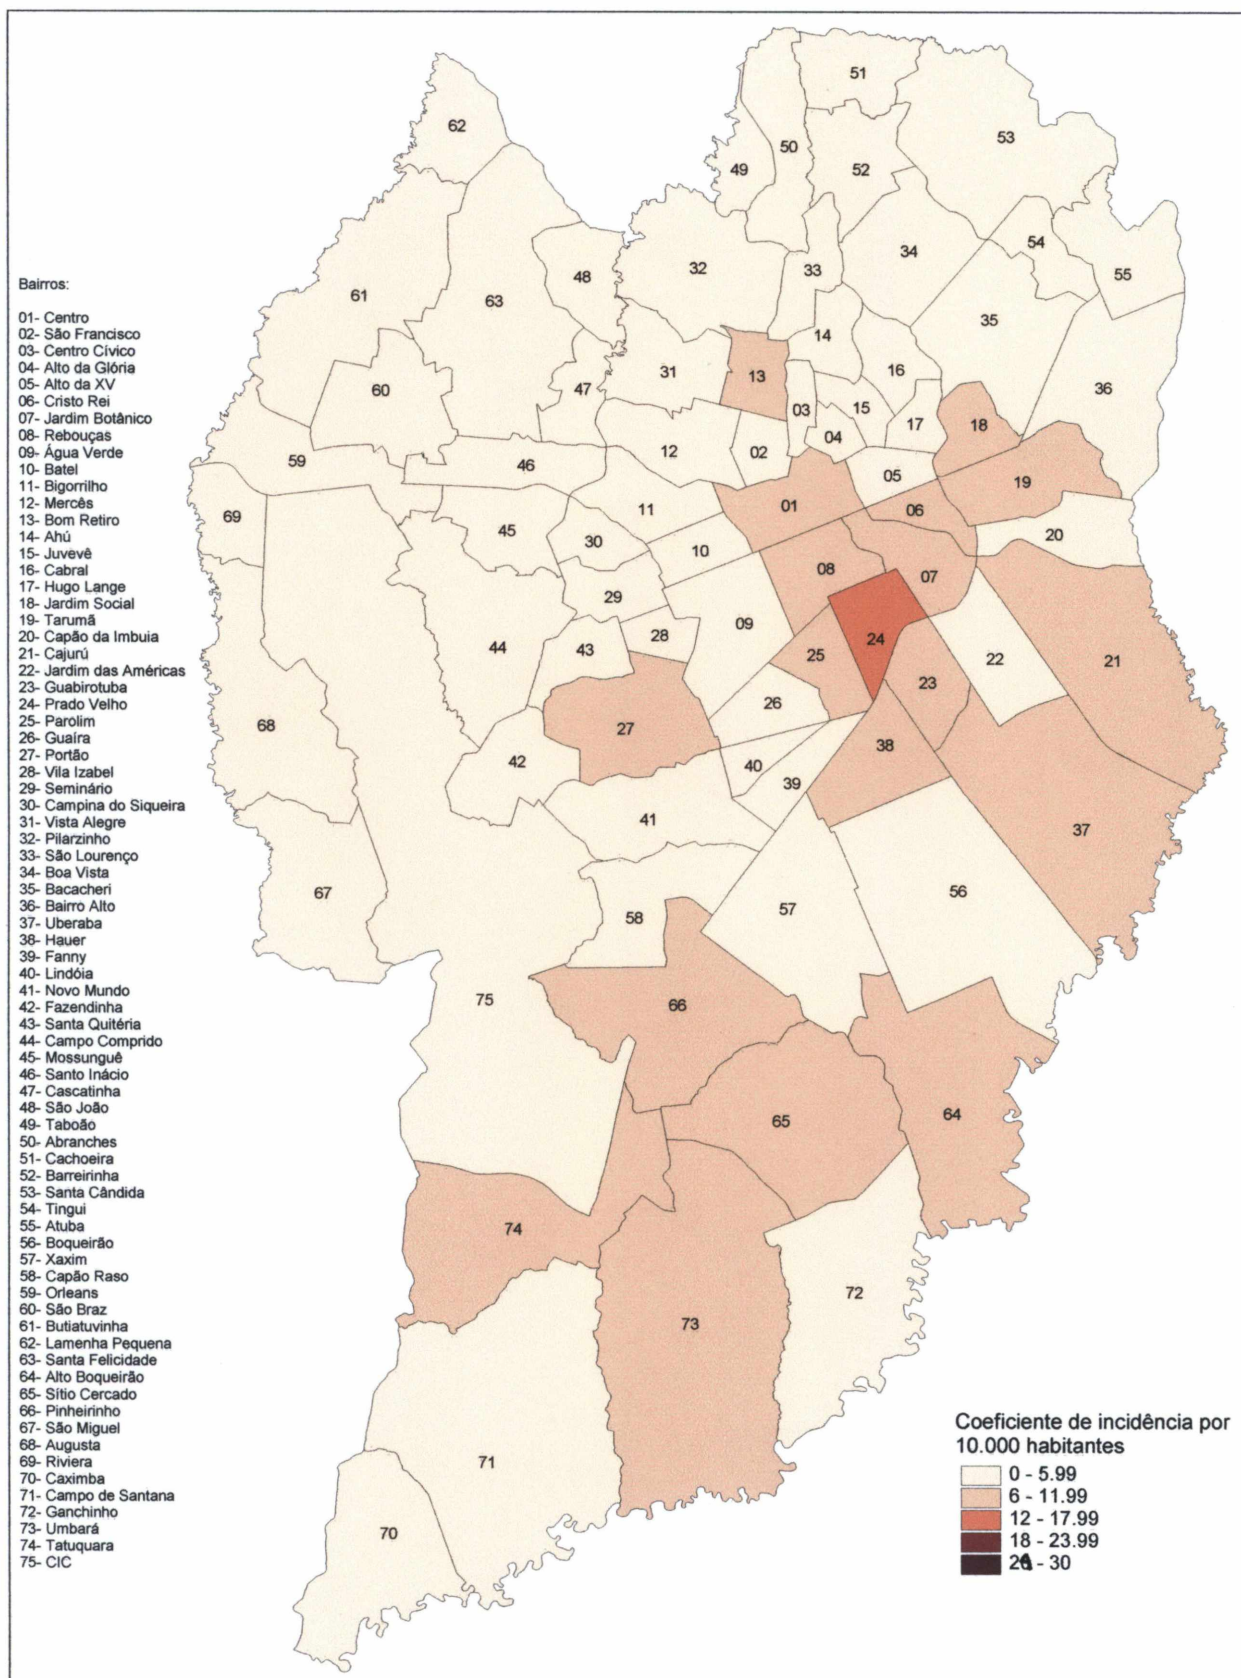 51
62
53
50
49
52
54
34
32
33
55
48
Bairros:
61
63
01- Centro
02- São Francisco
03- Centro Cívico
04- Alto da Glória
05- Alto da XV
06- Cristo Rei
07- Jardim Botânico
08- Rebouças
09- Água Verde
10- Batel
11- Bigorrilho
12- Mercês
13- Bom Retiro
14- Ahú
15- Juvevê
16- Cabral
17- Hugo Lange
18- Jardim Social
19- Tarumã
20- Capão da Imbuia
21- Cajurú
22- Jardim das Américas
23- Guabirotuba
24- Prado Velho
25- Parolim
26- Guaíra
27- Portão
28- Vila Izabel
29- Seminário
30- Campina do Siqueira
31- Vista Alegre
32- Pilarzinho
33- São Lourenço
34- Boa Vista
35- Bacacheri
36- Bairro Alto
37- Uberaba
38- Hauer
39- Fanny
40- Lindóia
41- Novo Mundo
42- Fazendinha
43- Santa Quitéria
44- Campo Comprido
45- Mossunguê
46- Santo Inácio
47- Cascatinha
48- São João
49- Taboão
50- Abranches
51- Cachoeira
52- Barreirinha
53- Santa Cândida
54- Tingui
55- Atuba
56- Boqueirão
57- Xaxim
58- Capão Raso
59- Orleans
60- São Braz
61- Butiatuvinha
62- Lamenha Pequena
63- Santa Felicidade
64- Alto Boqueirão
65- Sítio Cercado
66- Pinheirinho
67- São Miguel
68- Augusta
69- Riviera
70- Caximba
71- Campo de Santana
72- Ganchinho
73- Umbará
74- Tatuquara
75- CIC
35
14
31
13
16
60
47
36
03
15
17
18
04
12
02
59
46
05
19
01
06
11
69
45
30
10
20
08
07
29
09
28
24
44
43
25
22
21
23
26
68
27
38
42
40
39
41
37
67
56
57
58
75
66
64
65
74
72
73
71
70
Coeficiente de incidência por
10.000 habitantes
0 - 5.99
6 - 11.99
12 - 17.99
18 - 23.99
- 30